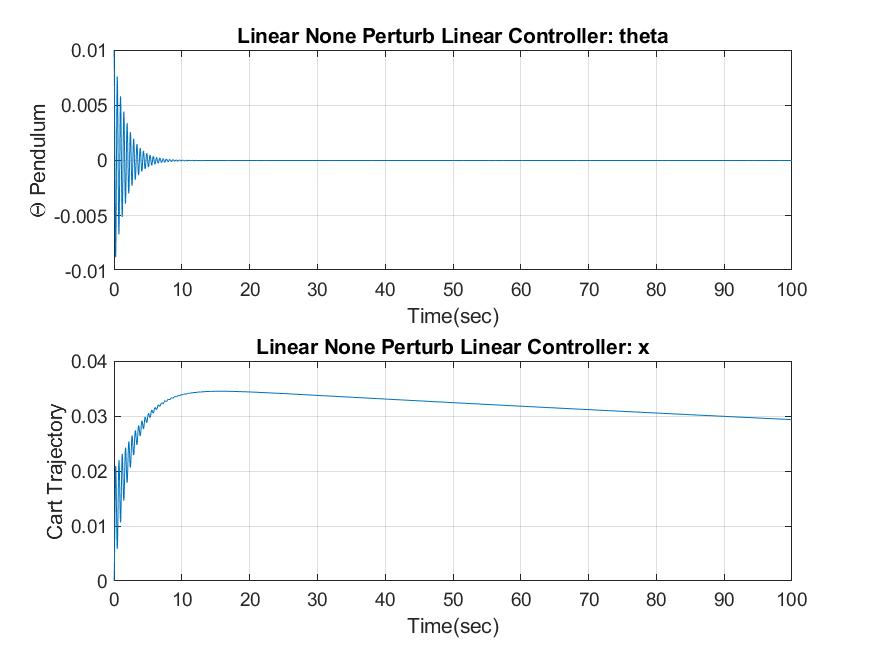 Linear None Perturb Linear Controller: theta
0.01
0.005
0
-0.005
-0.01
Θ Pendulum
0 10 20 30 40 50 60 70 80 90 100
Time(sec)
Linear None Perturb Linear Controller: x
0.04
0.03
0.02
0.01
0
Cart Trajectory
0 10 20 30 40 50 60 70 80 90 100
Time(sec)